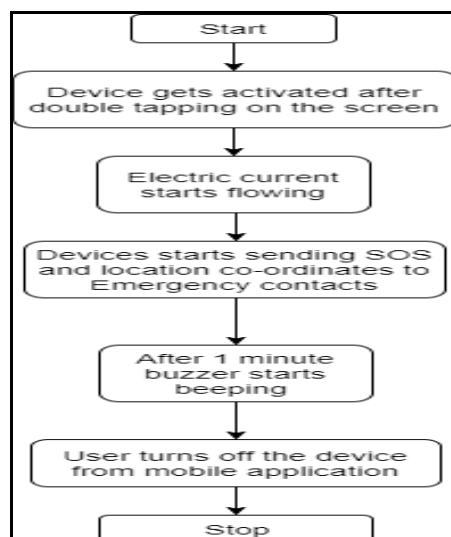 Start
Device gets activated after
double tapping on the screen
Electric current
starts flowing
Devices starts sending SOS
and location co-ordinates to
Emergency contacts
After 1 minute
buzzer starts
beeping
User turns off the device
from mobile application
Stop